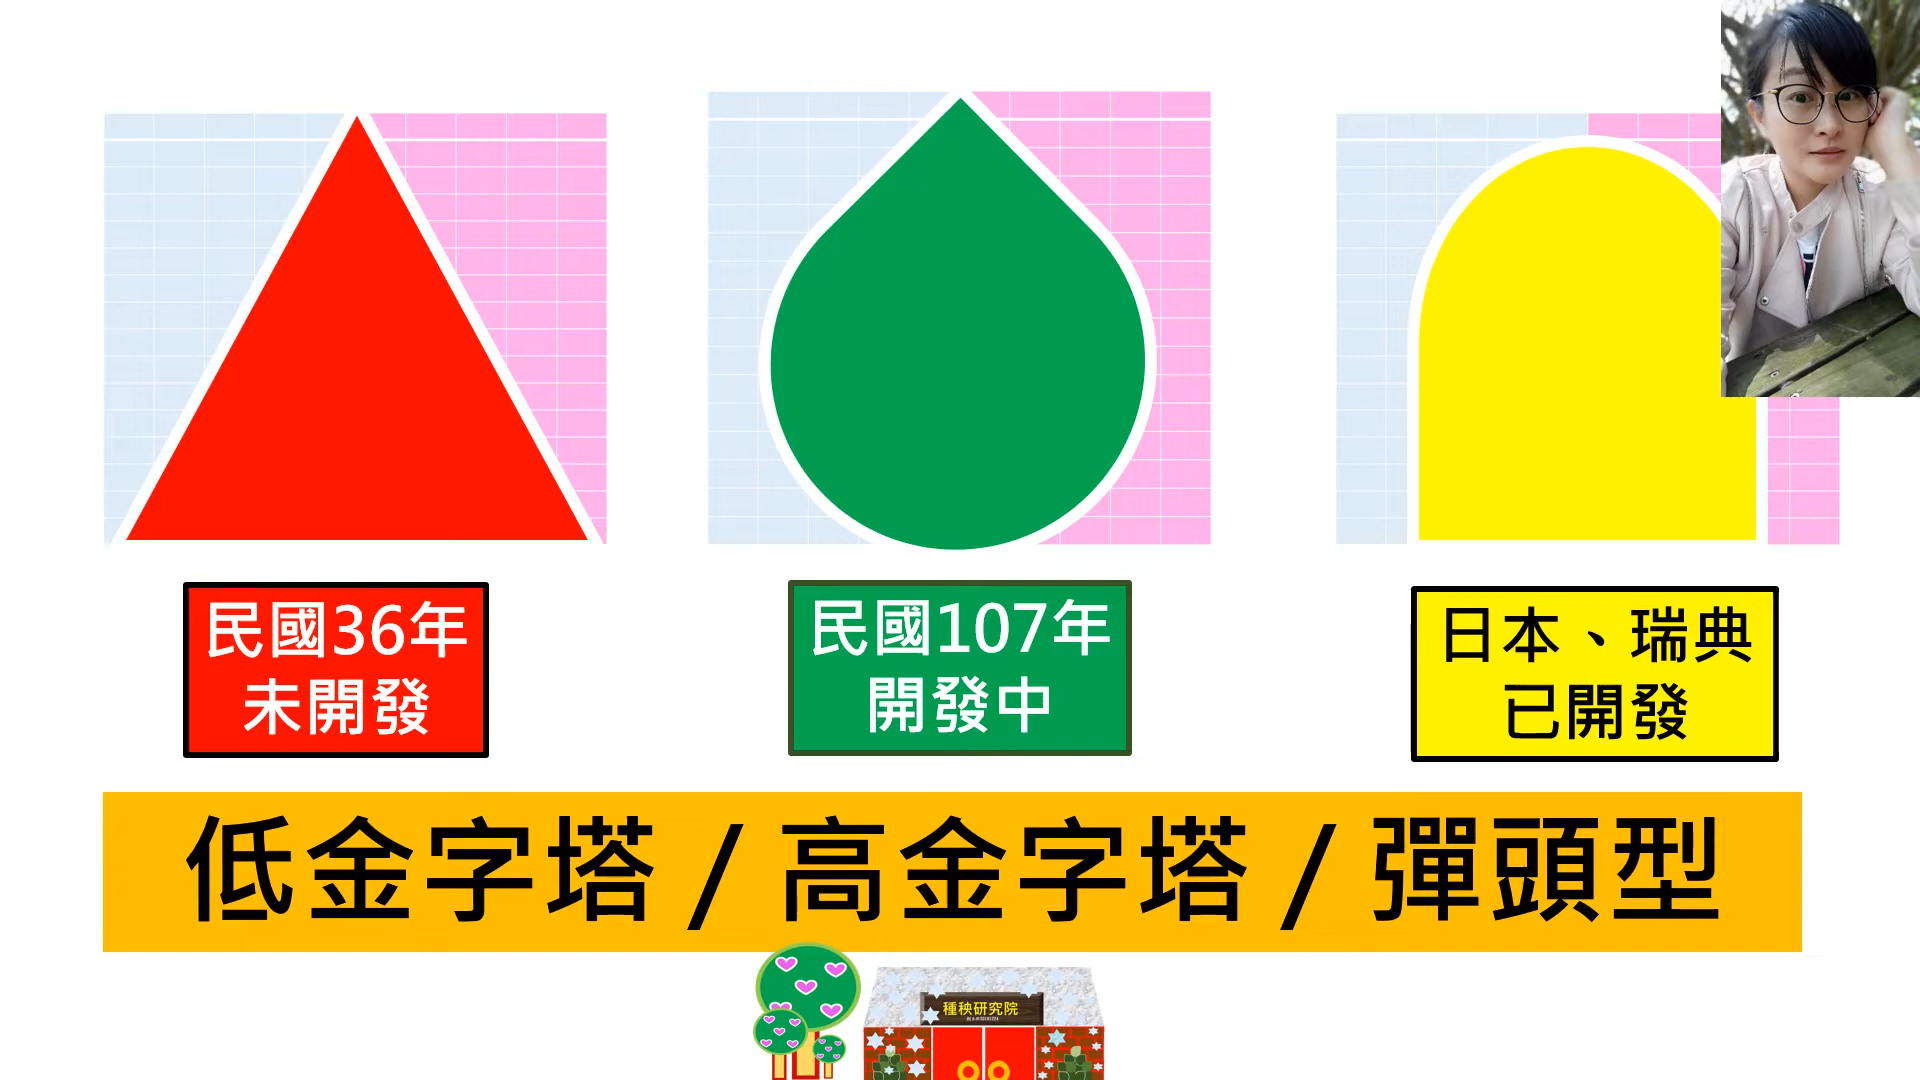 民國36年
未開發
民國107年
開發中
日本、瑞典
已開發
低金字塔/高金字塔/彈頭型
種秧研究院